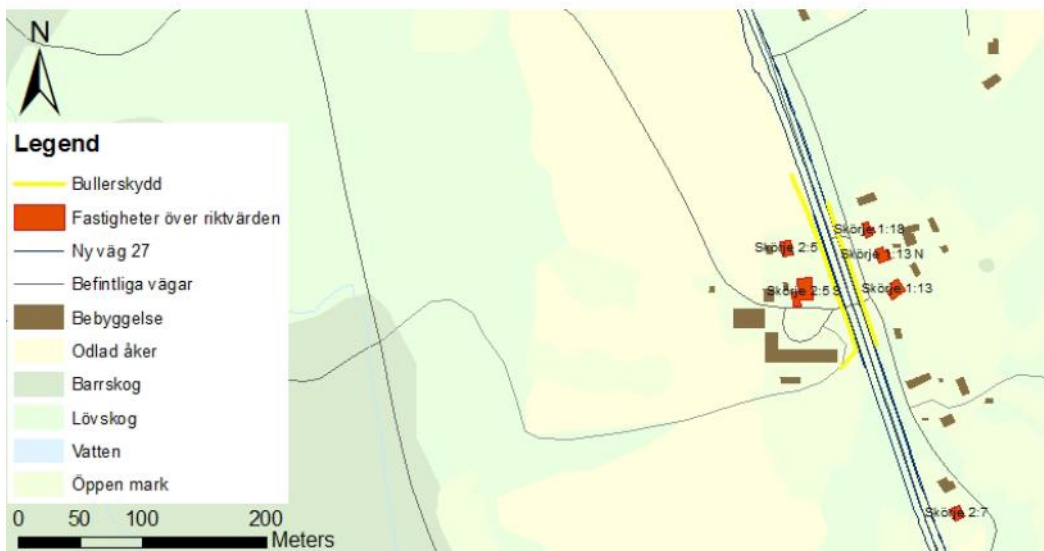 N
Legend
Bullerskydd
Fastigheter över riktvärden
Ny väg 27
Befintliga vägar
Bebyggelse
Odlad åker
Barrskog
Lövskog
Vatten
Öppen mark
0 50 100 200
Meters
Skörje 1:18
Skörje 2:5
Skörje 1:13 N
Skörje 2:5 S
Skörje 1:13
Skörje 2:7